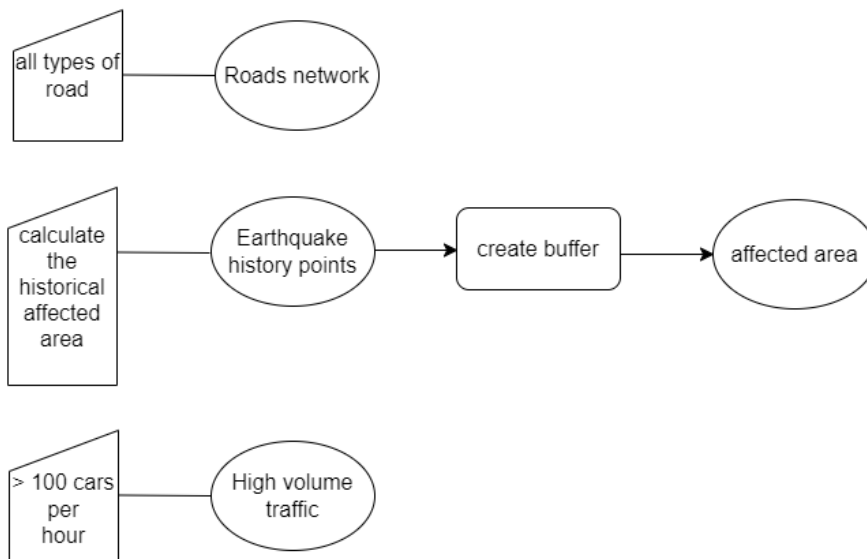 all types of
road
Roads network
calculate
the
historical
affected
area
Earthquake
history points
create buffer
affected area
> 100 cars
per
hour
High volume
traffic